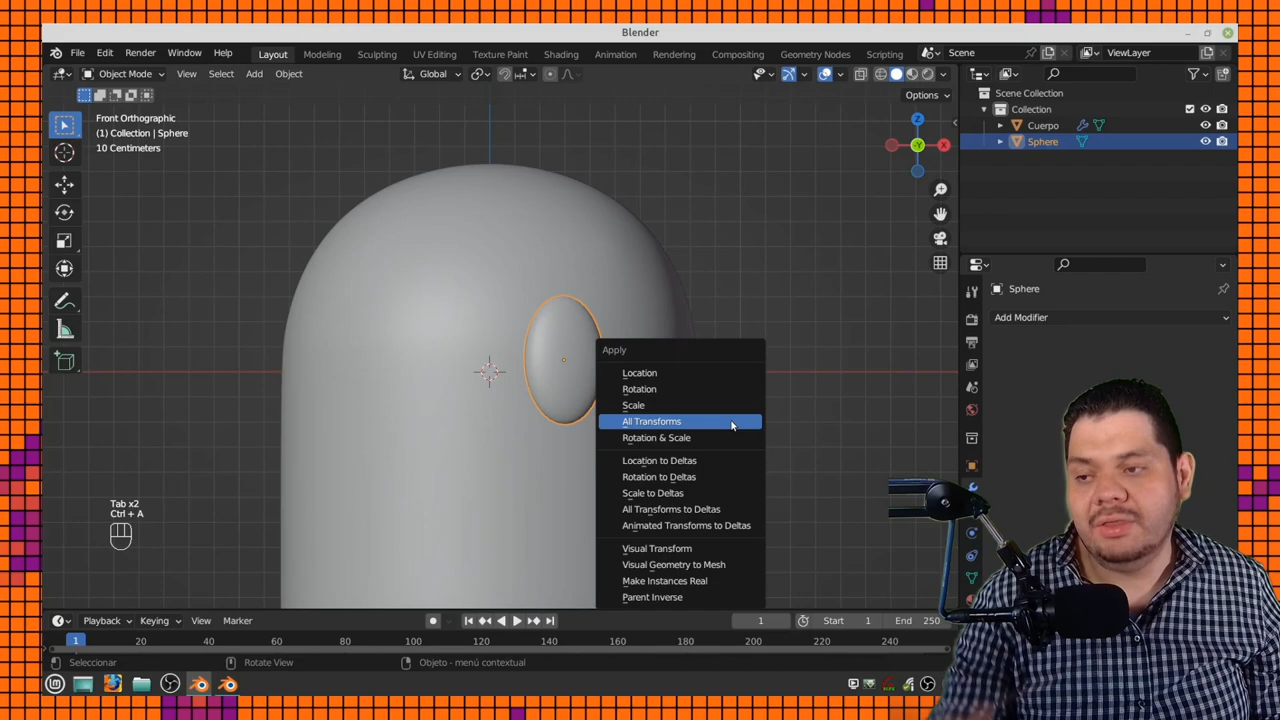 Blender
File Edit Render Window Help Layout Modeling Sculpting UV Editing Texture Paint Shading Animation Rendering Compositing Geometry Nodes Scripting Scene ViewLayer
Object Mode View Select Add Object Global
Options
Front Orthographic
(1) Collection | Sphere
10 Centimeters
Z
-Y
X
Scene Collection
Collection
Cuerpo
Sphere
Sphere
Add Modifier
Apply
Location
Rotation
Scale
All Transforms
Rotation & Scale
Location to Deltas
Rotation to Deltas
Scale to Deltas
All Transforms to Deltas
Animated Transforms to Deltas
Visual Transform
Visual Geometry to Mesh
Make Instances Real
Parent Inverse
Tab x2
Ctrl + A
Playback Keying View Marker 1 Start 1 End 250
1 20 40 60 80 100 120 140 160 180 200 220 240
Seleccionar Rotate View Objeto - menú contextual